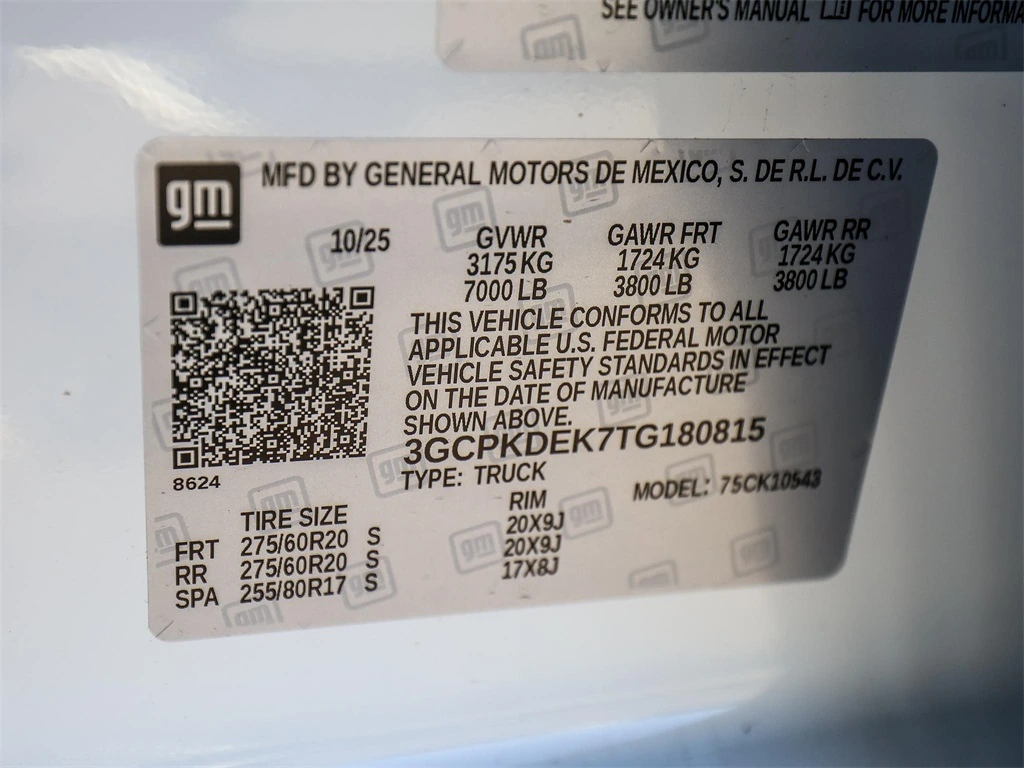 SEE OWNER'S MANUAL FOR MORE INFORMA
gm
MFD BY GENERAL MOTORS DE MEXICO, S. DE R.L. DE C.V.
10/25 GVWR GAWR FRT GAWR RR
3175 KG 1724 KG 1724 KG
7000 LB 3800 LB 3800 LB
THIS VEHICLE CONFORMS TO ALL
APPLICABLE U.S. FEDERAL MOTOR
VEHICLE SAFETY STANDARDS IN EFFECT
ON THE DATE OF MANUFACTURE
SHOWN ABOVE.
3GCPKDEK7TG180815
8624
TYPE: TRUCK MODEL: 75CK10543
TIRE SIZE RIM
FRT 275/60R20 S 20X9J
RR 275/60R20 S 20X9J
SPA 255/80R17 S 17X8J